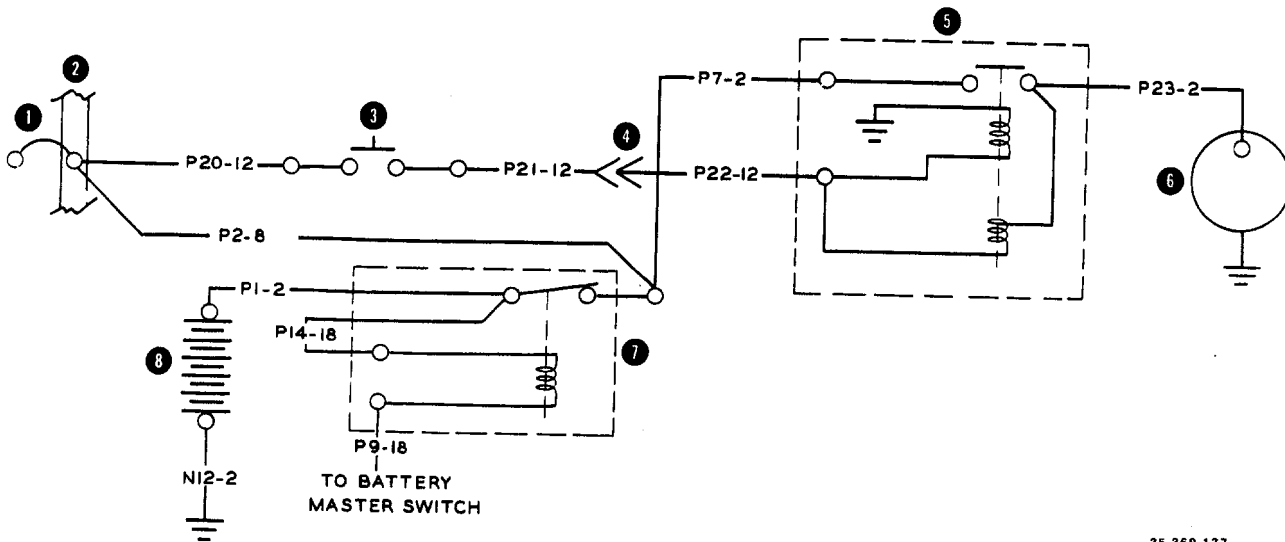 5
2
P7-2
P23-2
1
3
4
P20-12
P21-12
P22-12
6
P2-8
P1-2
P14-18
7
8
P9-18
N12-2
TO BATTERY
MASTER SWITCH